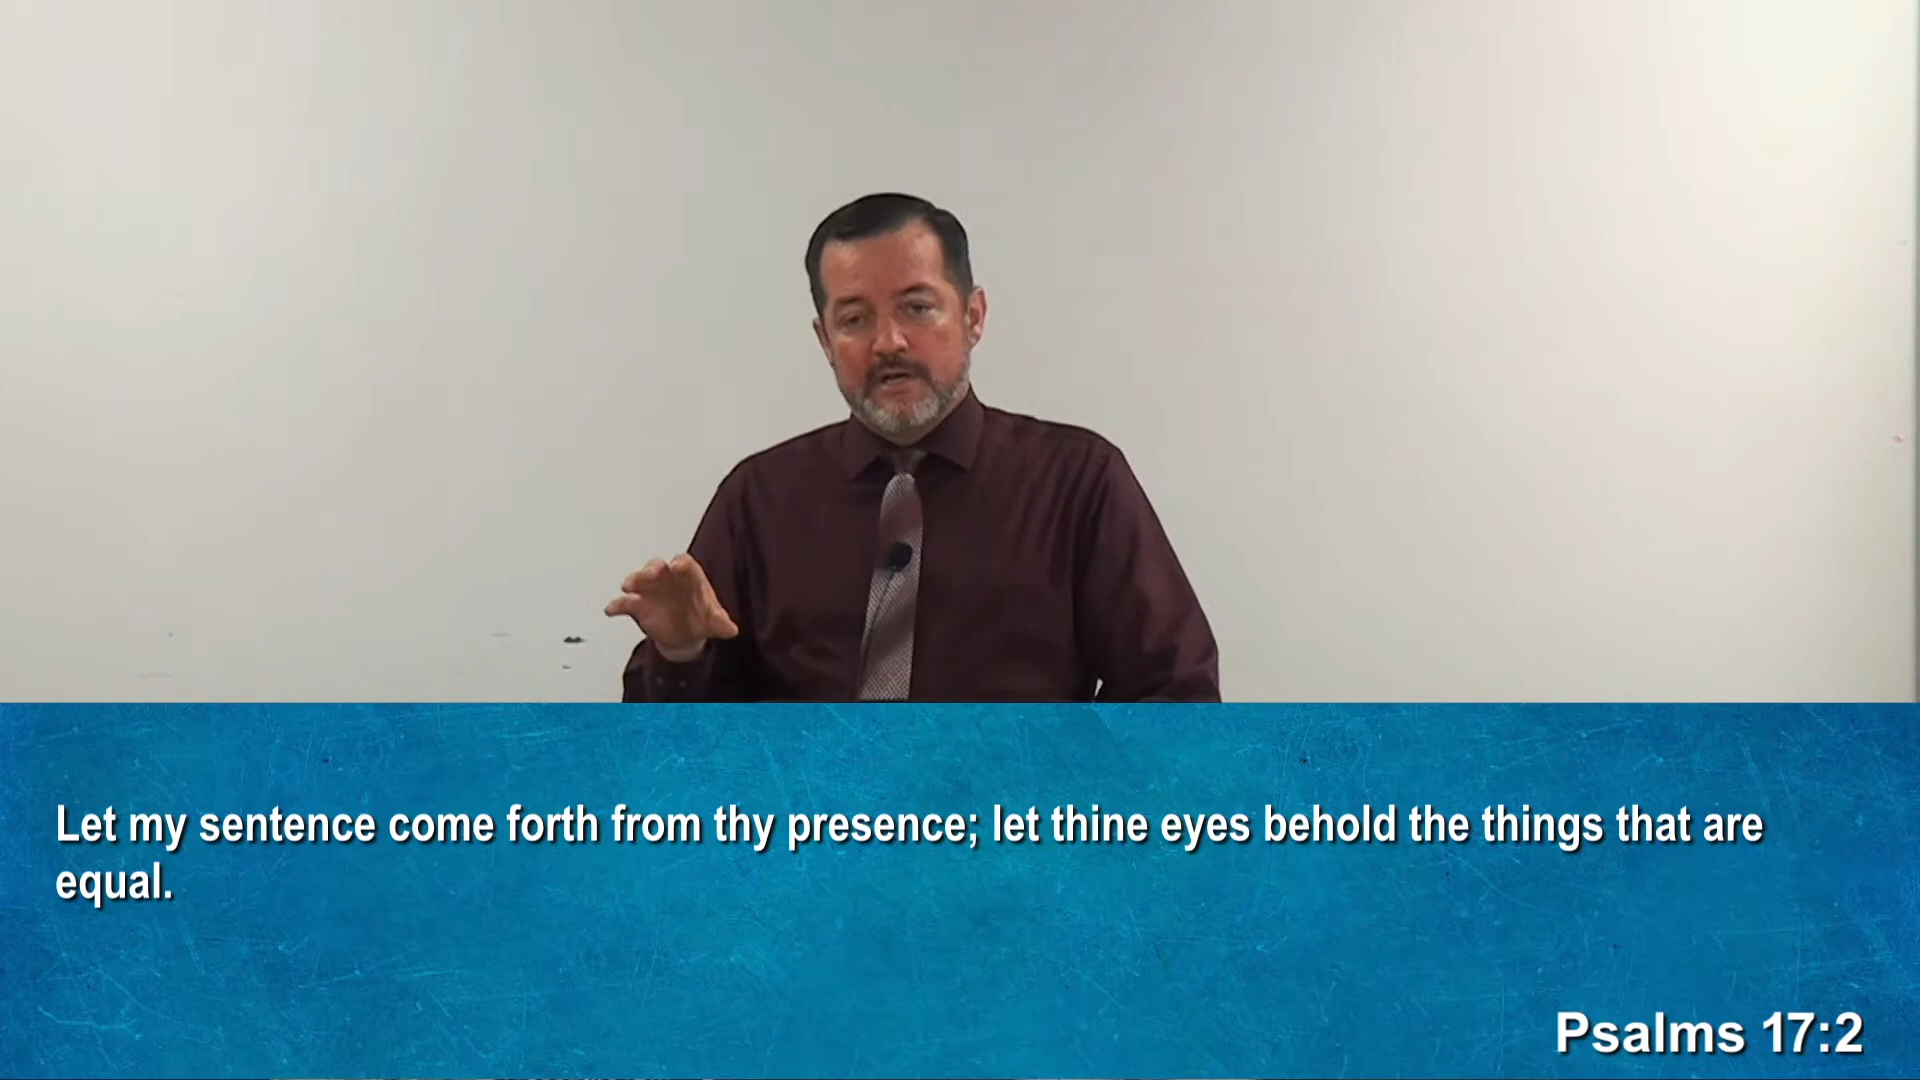 Let my sentence come forth from thy presence; let thine eyes behold the things that are
equal.
Psalms 17:2